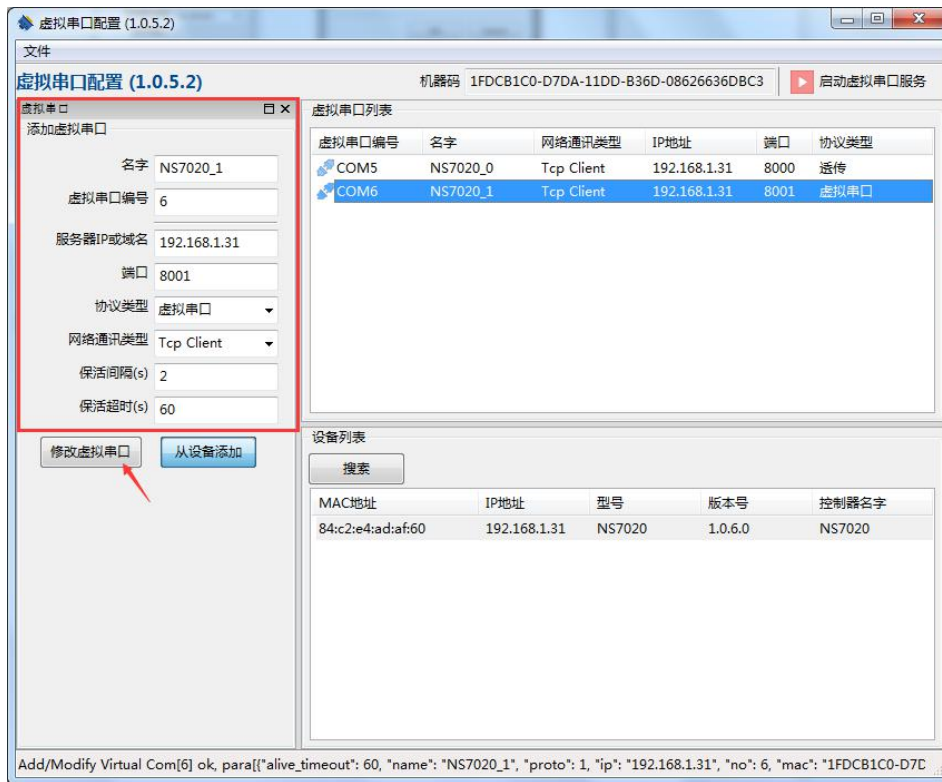 虚拟串口配置 (1.0.5.2)
文件
虚拟串口配置 (1.0.5.2)
机器码 1FDCB1C0-D7DA-11DD-B36D-08626636DBC3 启动虚拟串口服务
虚拟串口
添加虚拟串口
名字 NS7020_1
虚拟串口编号 6
服务器IP或域名 192.168.1.31
端口 8001
协议类型 虚拟串口
网络通讯类型 Tcp Client
保活间隔(s) 2
保活超时(s) 60
修改虚拟串口 从设备添加
虚拟串口列表
虚拟串口编号 名字 网络通讯类型 IP地址 端口 协议类型
COM5 NS7020_0 Tcp Client 192.168.1.31 8000 透传
COM6 NS7020_1 Tcp Client 192.168.1.31 8001 虚拟串口
设备列表
搜索
MAC地址 IP地址 型号 版本号 控制器名字
84:c2:e4:ad:af:60 192.168.1.31 NS7020 1.0.6.0 NS7020
Add/Modify Virtual Com[6] ok, para[{"alive_timeout": 60, "name": "NS7020_1", "proto": 1, "ip": "192.168.1.31", "no": 6, "mac": "1FDCB1C0-D7D